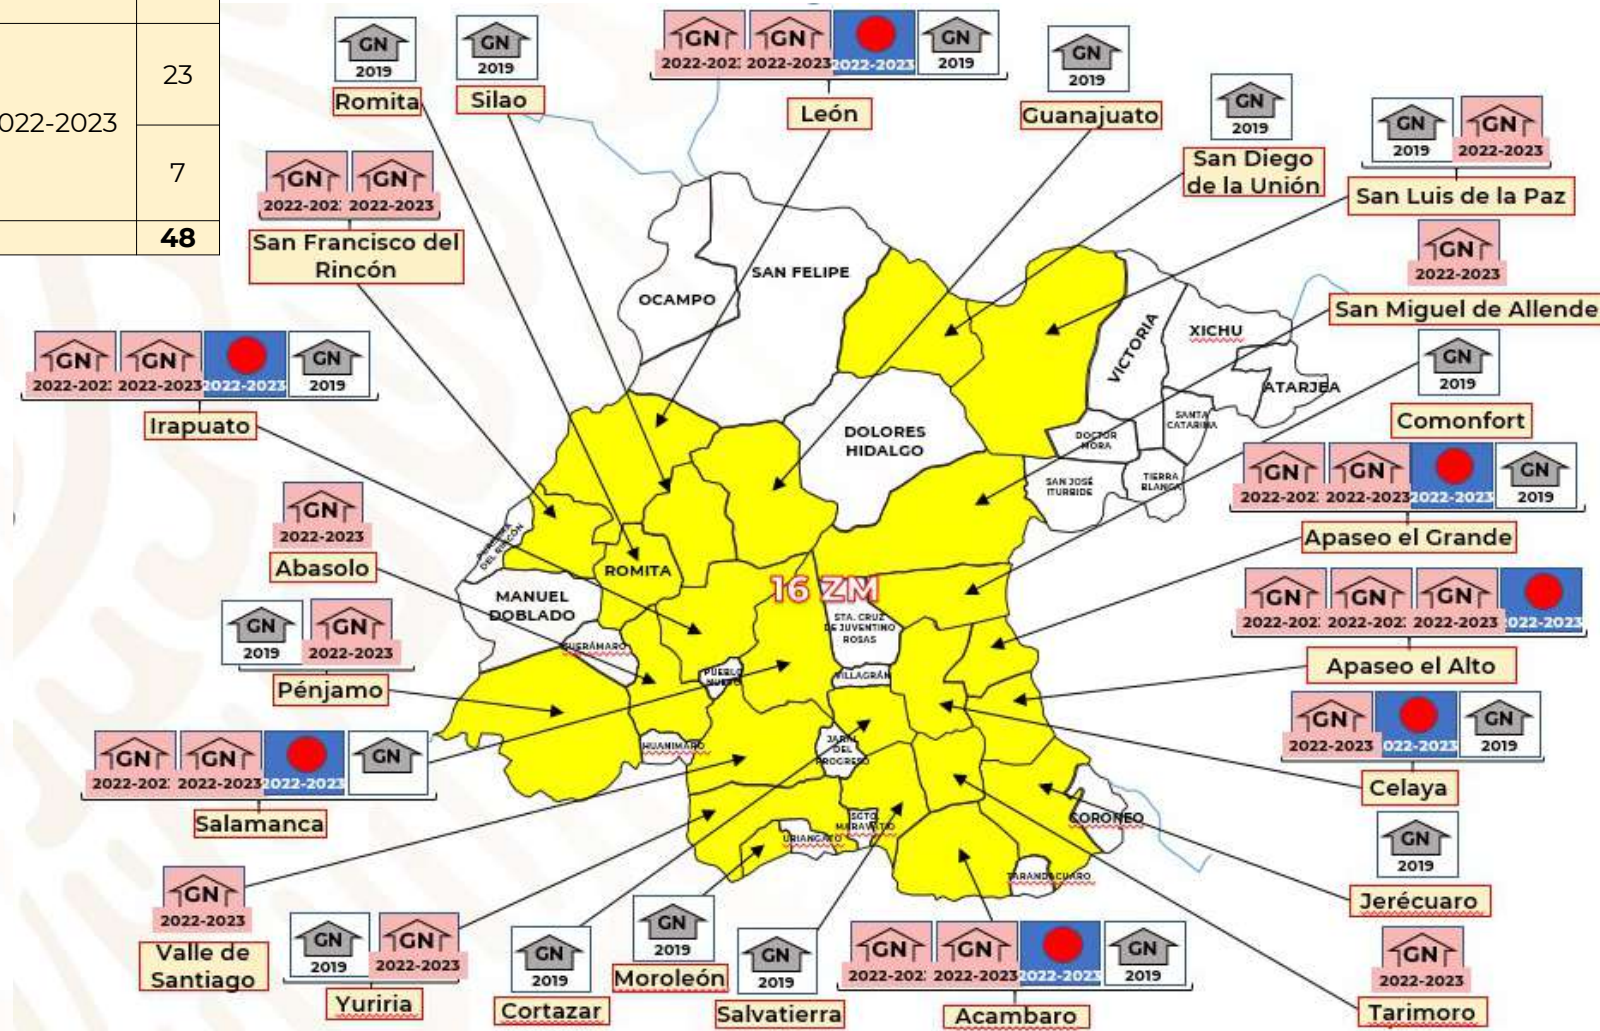 23
022-2023
7
48
GN
2019
Romita
GN
2019
Silao
GN GN GN
2022-202 2022-2023 2022-2023 2019
León
GN
2019
Guanajuato
GN
2019
San Diego
de la Unión
GN GN
2019 2022-2023
San Luis de la Paz
GN GN
2022-202 2022-2023
San Francisco del
Rincón
GN
2022-2023
San Miguel de Allende
GN GN GN
2022-202 2022-2023 2022-2023 2019
Irapuato
GN
2019
Comonfort
GN GN GN
2022-202 2022-2023 2022-2023 2019
Apaseo el Grande
GN
2022-2023
Abasolo
GN GN GN
2022-202 2022-202 2022-2023 2022-2023
Apaseo el Alto
GN GN
2019 2022-2023
Pénjamo
GN GN
2022-2023 2022-2023 2019
Celaya
GN GN GN
2022-202 2022-2023 2022-2023
Salamanca
GN
2019
Jerécuaro
GN
2022-2023
Valle de
Santiago
GN GN
2019 2022-2023
Yuriria
GN
2019
Cortazar
GN
2019
Moroleón
GN
2019
Salvatierra
GN GN GN
2022-202 2022-2023 2022-2023 2019
Acambaro
GN
2022-2023
Tarimoro
OCAMPO
SAN FELIPE
VICTORIA
XICHU
ATARJEA
SANTA
CATARINA
DOCTOR
MORA
SAN JOSÉ
ITURBIDE
TIERRA
BLANCA
DOLORES
HIDALGO
DEL RINCÓN
ROMITA
MANUEL
DOBLADO
16 ZM
STA. CRUZ
DE JUVENTINO
ROSAS
CUERÁMARO
PUEBLO
NUEVO
VILLAGRÁN
HUANIMARO
JARAL
DEL
PROGRESO
CORONEO
SGTO.
MARAVATIO
URIANGATO
TARANDACUARO